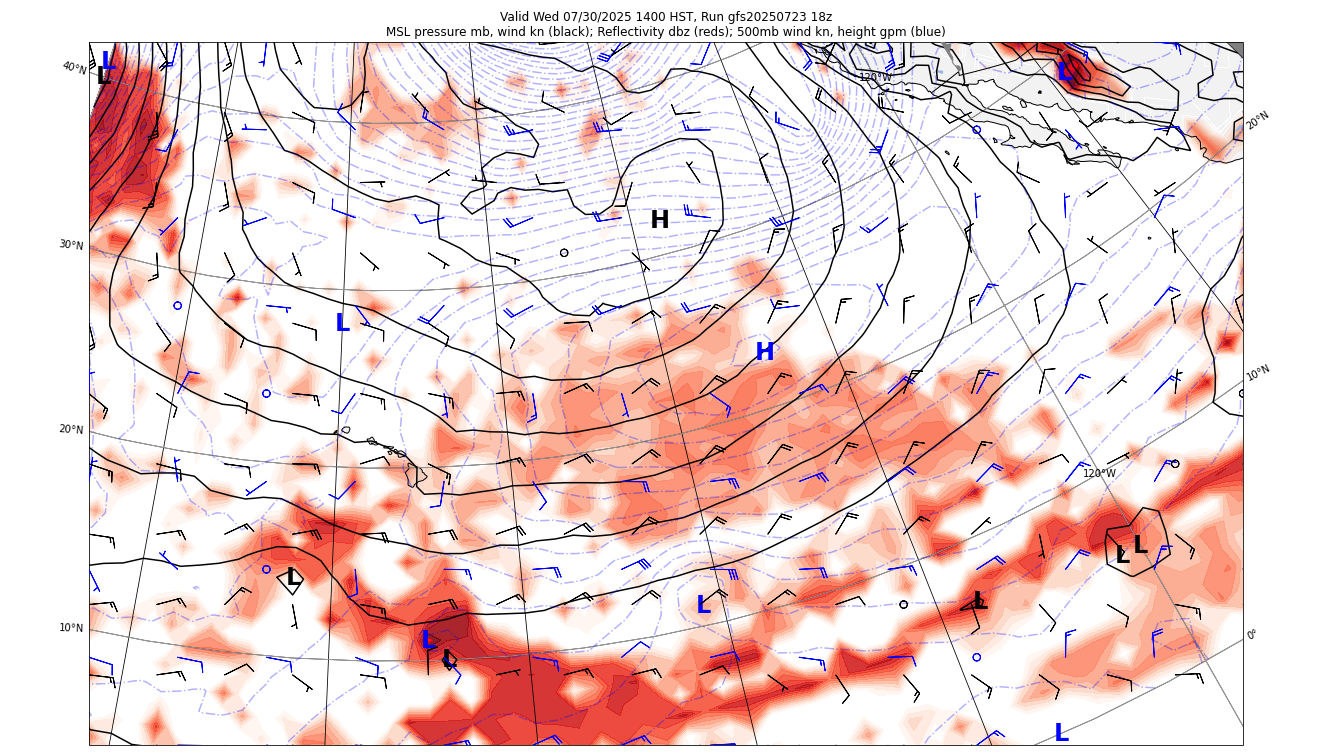 Valid Wed 07/30/2025 1400 HST, Run gfs20250723 18z
MSL pressure mb, wind kn (black); Reflectivity dbz (reds); 500mb wind kn, height gpm (blue)
L
L
40°N
L
120°W
20°N
H
30°N
L
H
10°N
20°N
120°W
L
L
L
L
L
L
10°N
L
L
0°
L